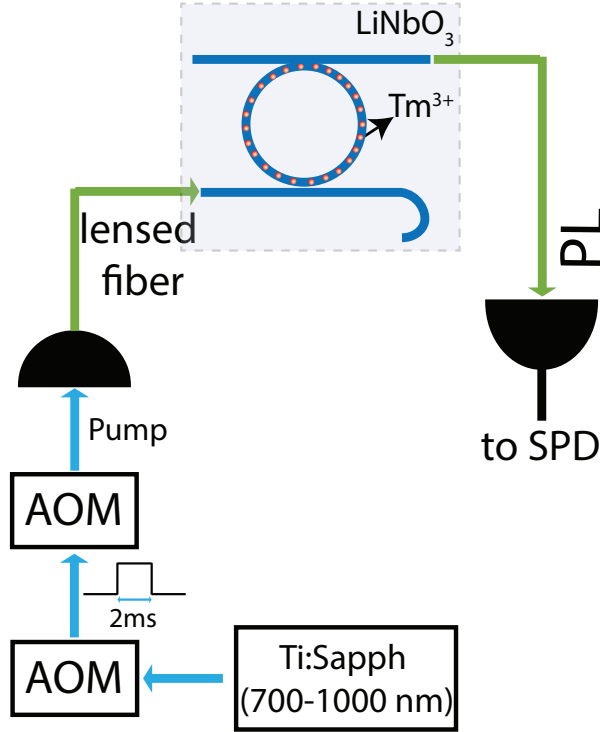 LiNbO₃
Tm³⁺
lensed
fiber
PL
to SPD
Pump
AOM
2ms
AOM
Ti:Sapph
(700-1000 nm)